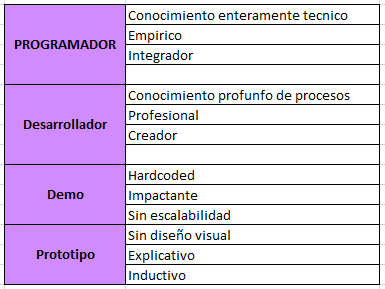 PROGRAMADOR
Conocimiento enteramente tecnico
Empirico
Integrador
Desarrollador
Conocimiento profunfo de procesos
Profesional
Creador
Demo
Hardcoded
Impactante
Sin escalabilidad
Prototipo
Sin diseño visual
Explicativo
Inductivo